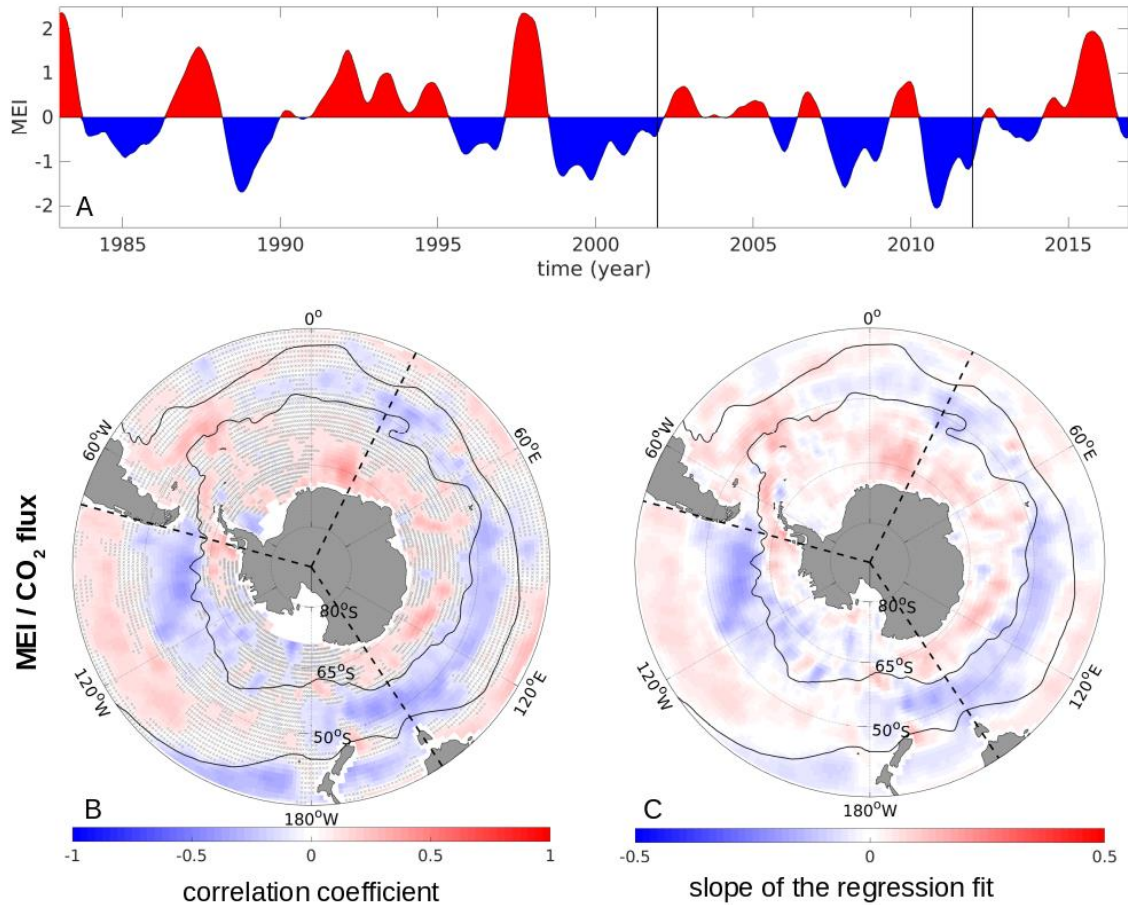 2
1
0
-1
-2
MEI
A
1985 1990 1995 2000 2005 2010 2015
time (year)
MEI / CO₂ flux
0°
60°W
60°E
80°S
65°S
50°S
120°W
120°E
180°W
B
-1 -0.5 0 0.5 1
correlation coefficient
0°
60°W
60°E
80°S
65°S
50°S
120°W
120°E
180°W
C
-0.5 0 0.5
slope of the regression fit